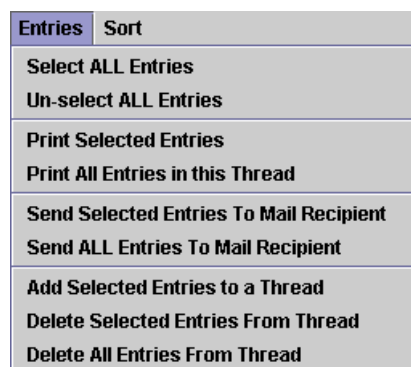 Entries Sort
Select ALL Entries
Un-select ALL Entries
Print Selected Entries
Print All Entries in this Thread
Send Selected Entries To Mail Recipient
Send ALL Entries To Mail Recipient
Add Selected Entries to a Thread
Delete Selected Entries From Thread
Delete All Entries From Thread